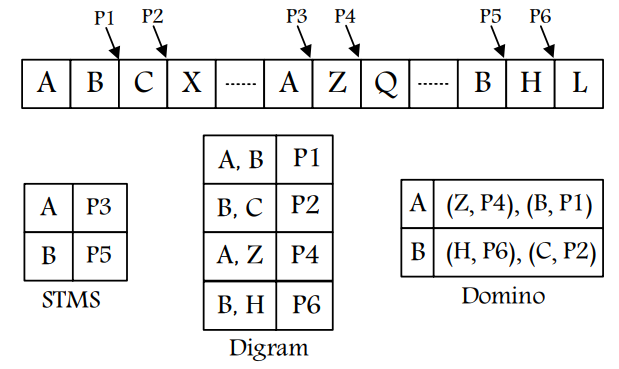 P1 P2 P3 P4 P5 P6
A B C X ...... A Z Q ...... B H L
A P3
B P5
STMS
A, B P1
B, C P2
A, Z P4
B, H P6
Digram
A (Z, P4), (B, P1)
B (H, P6), (C, P2)
Domino